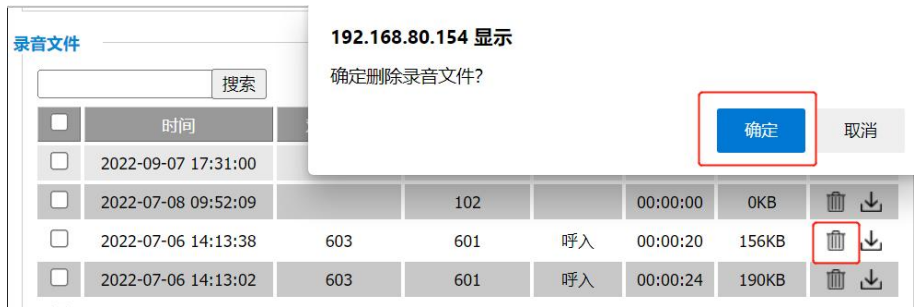 录音文件
192.168.80.154 显示
确定删除录音文件?
搜索
确定 取消
时间
2022-09-07 17:31:00
2022-07-08 09:52:09 102 00:00:00 0KB
2022-07-06 14:13:38 603 601 呼入 00:00:20 156KB
2022-07-06 14:13:02 603 601 呼入 00:00:24 190KB